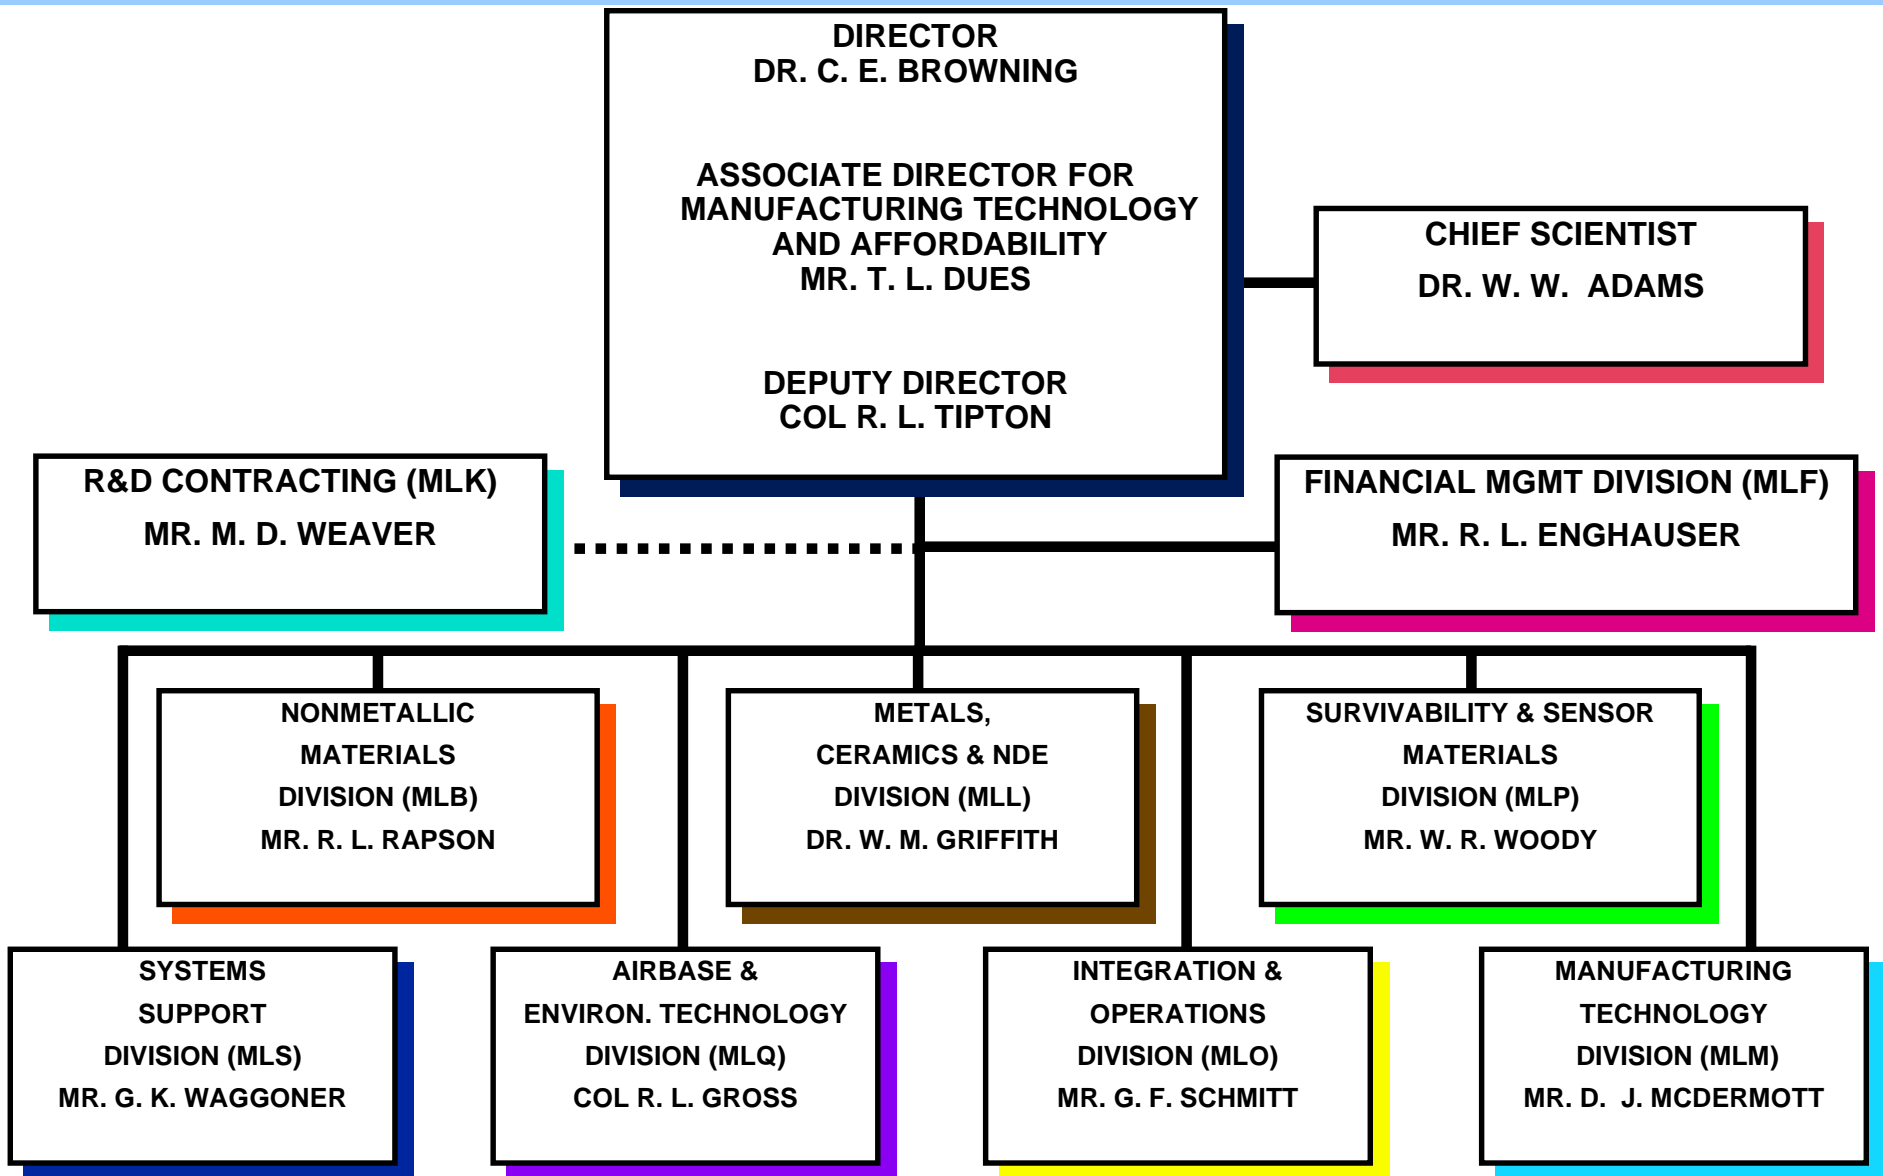 DIRECTOR
DR. C. E. BROWNING
ASSOCIATE DIRECTOR FOR
MANUFACTURING TECHNOLOGY
AND AFFORDABILITY
MR. T. L. DUES
DEPUTY DIRECTOR
COL R. L. TIPTON
CHIEF SCIENTIST
DR. W. W. ADAMS
R&D CONTRACTING (MLK)
MR. M. D. WEAVER
FINANCIAL MGMT DIVISION (MLF)
MR. R. L. ENGHAUSER
NONMETALLIC
MATERIALS
DIVISION (MLB)
MR. R. L. RAPSON
METALS,
CERAMICS & NDE
DIVISION (MLL)
DR. W. M. GRIFFITH
SURVIVABILITY & SENSOR
MATERIALS
DIVISION (MLP)
MR. W. R. WOODY
SYSTEMS
SUPPORT
DIVISION (MLS)
MR. G. K. WAGGONER
AIRBASE &
ENVIRON. TECHNOLOGY
DIVISION (MLQ)
COL R. L. GROSS
INTEGRATION &
OPERATIONS
DIVISION (MLO)
MR. G. F. SCHMITT
MANUFACTURING
TECHNOLOGY
DIVISION (MLM)
MR. D. J. MCDERMOTT